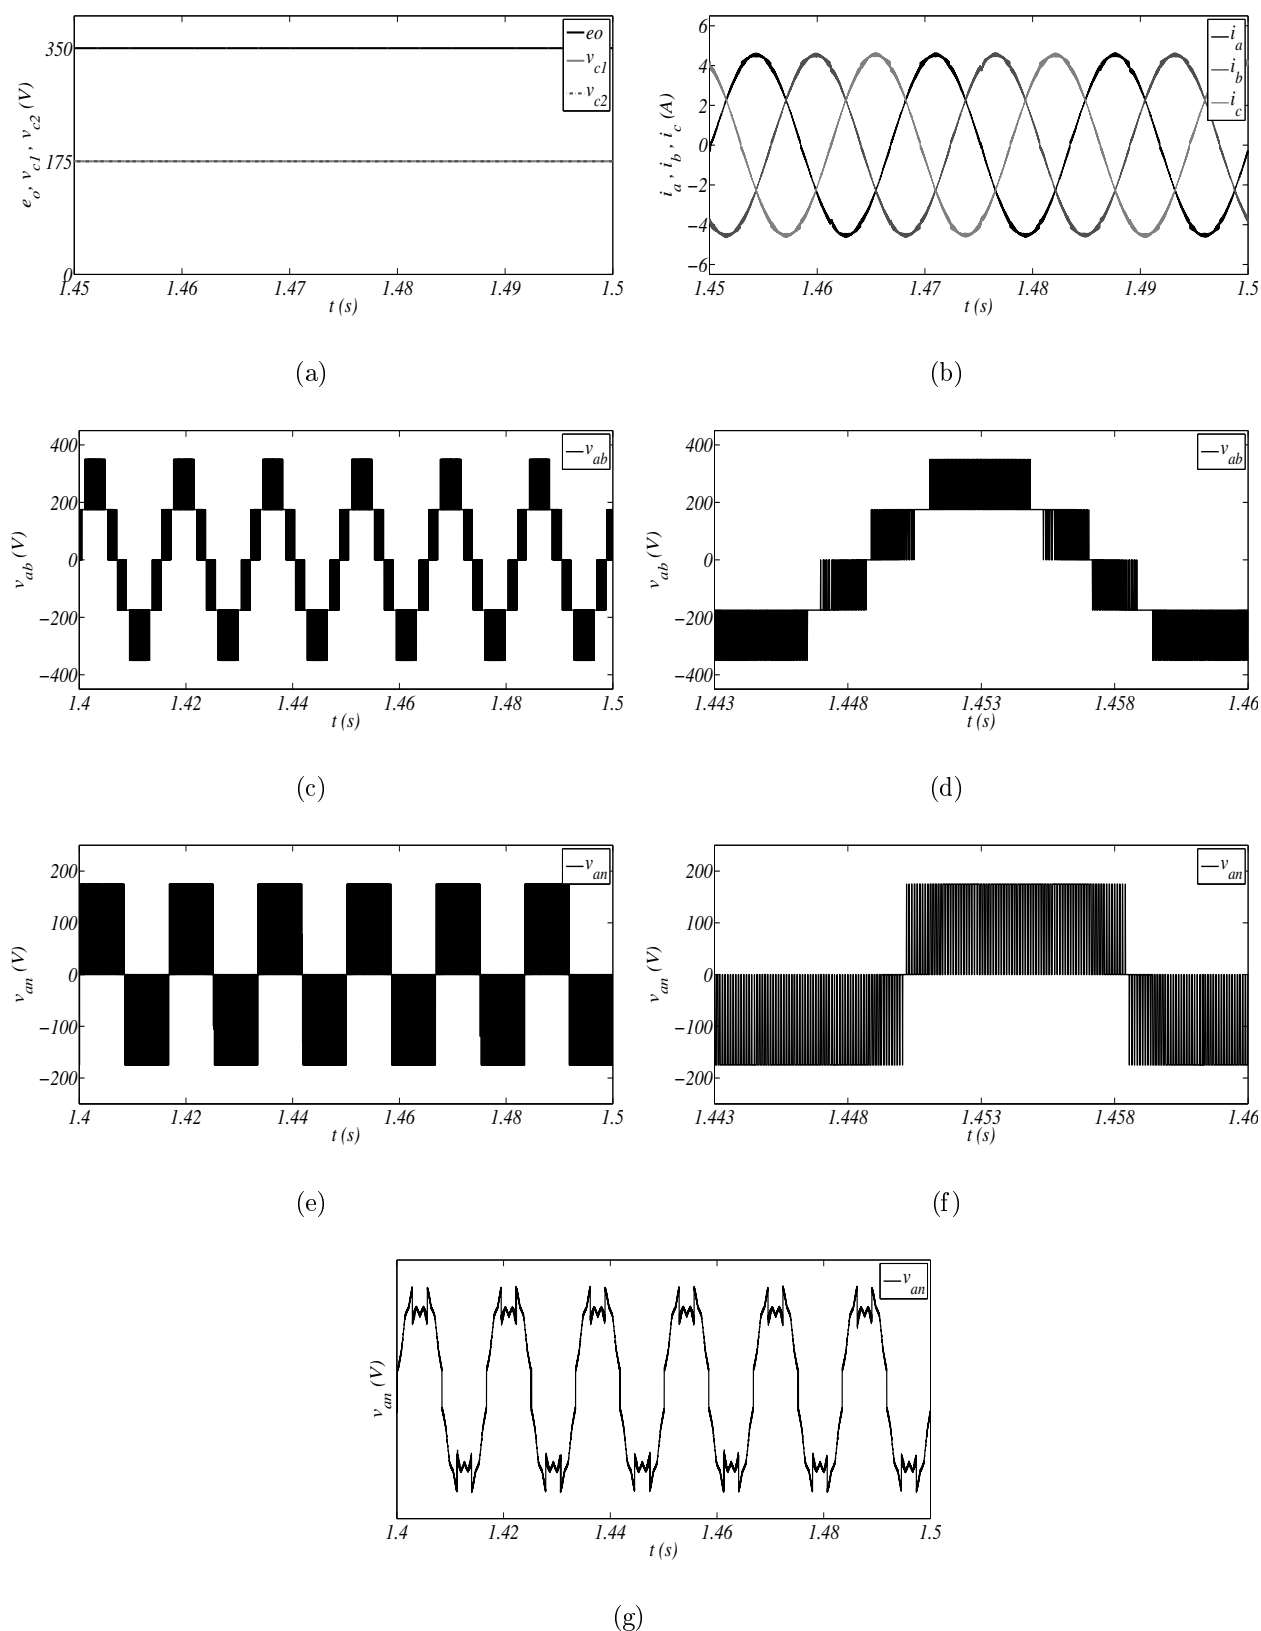 eo
v_c1
v_c2
350
175
0
e_o, v_c1, v_c2 (V)
1.45 1.46 1.47 1.48 1.49 1.5
t (s)
(a)
i_a
i_b
i_c
6
4
2
0
−2
−4
−6
i_a, i_b, i_c (A)
1.45 1.46 1.47 1.48 1.49 1.5
t (s)
(b)
v_ab
400
200
0
−200
−400
v_ab (V)
1.4 1.42 1.44 1.46 1.48 1.5
t (s)
(c)
v_ab
400
200
0
−200
−400
v_ab (V)
1.443 1.448 1.453 1.458 1.46
t (s)
(d)
v_an
200
100
0
−100
−200
v_an (V)
1.4 1.42 1.44 1.46 1.48 1.5
t (s)
(e)
v_an
200
100
0
−100
−200
v_an (V)
1.443 1.448 1.453 1.458 1.46
t (s)
(f)
v_an
v_an (V)
1.4 1.42 1.44 1.46 1.48 1.5
t (s)
(g)